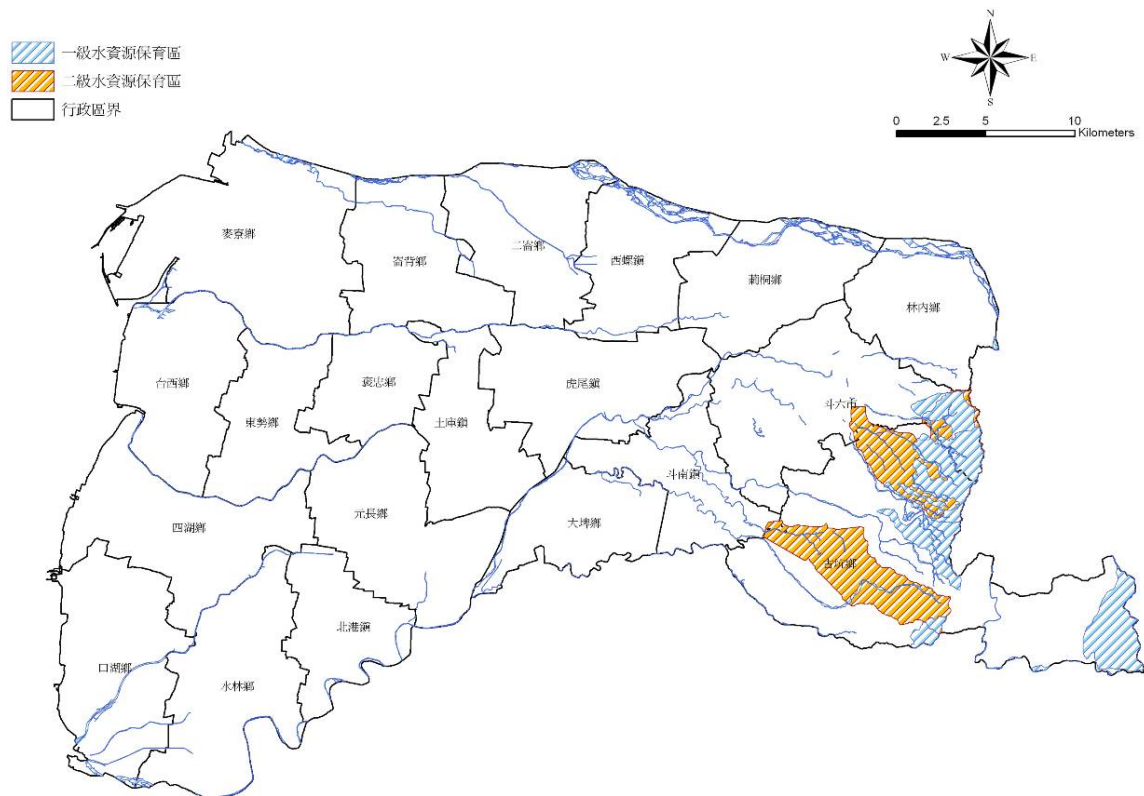 一級水資源保育區
二級水資源保育區
行政區界
N
W
E
S
0 2.5 5 10
Kilometers
麥寮鄉
崙背鄉
二崙鄉
西螺鎮
莿桐鄉
林內鄉
台西鄉
東勢鄉
褒忠鄉
土庫鎮
虎尾鎮
斗六市
四湖鄉
元長鄉
大埤鄉
斗南鎮
古坑鄉
口湖鄉
水林鄉
北港鎮